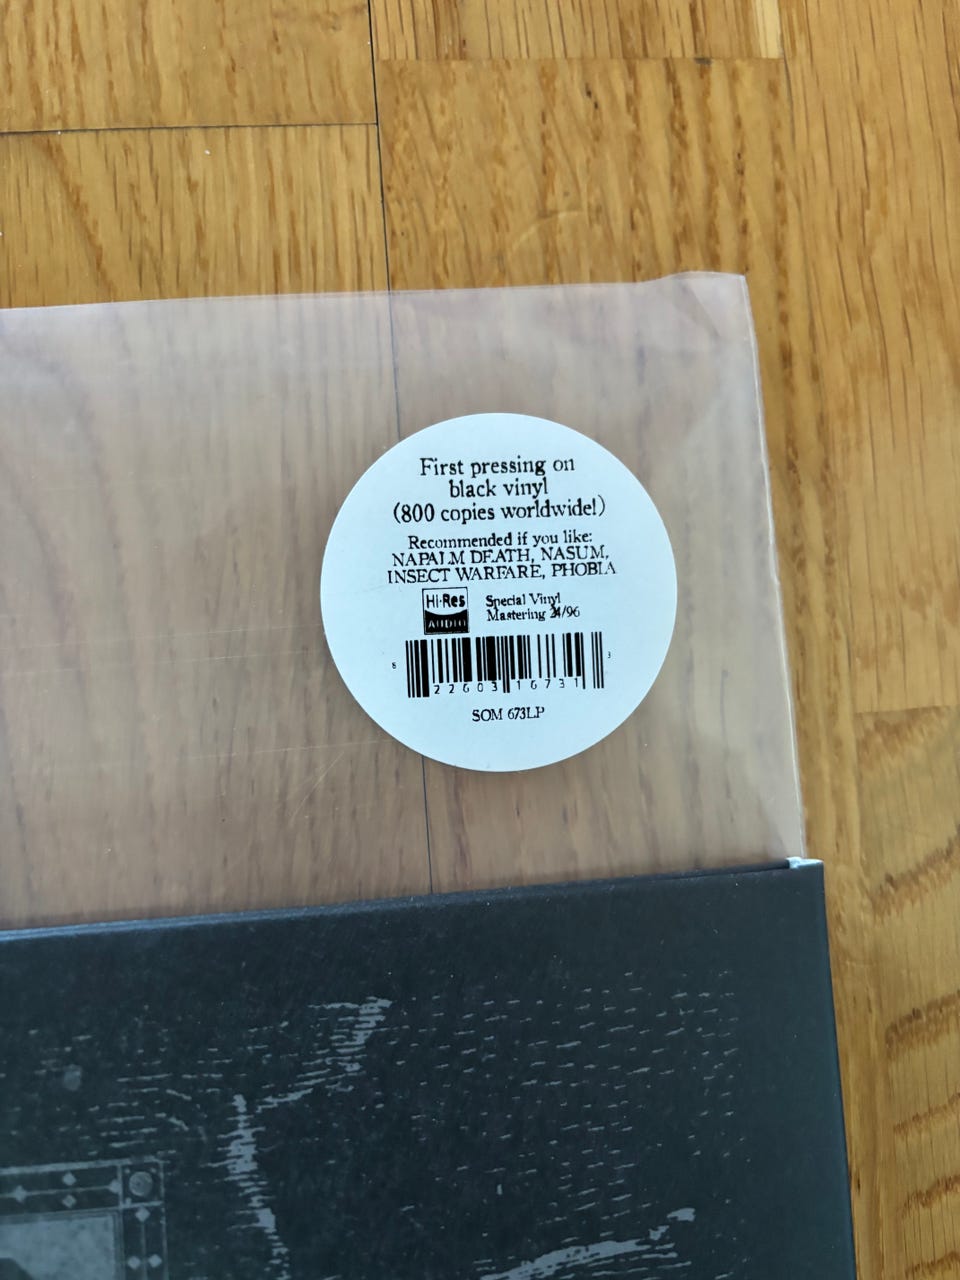 First pressing on
black vinyl
(800 copies worldwide!)
Recommended if you like:
NAPALM DEATH, NASUM,
INSECT WARFARE, PHOBIA
Hi-Res
AUDIO
Special Vinyl
Mastering 24/96
8 22603 16731 3
SOM 673LP